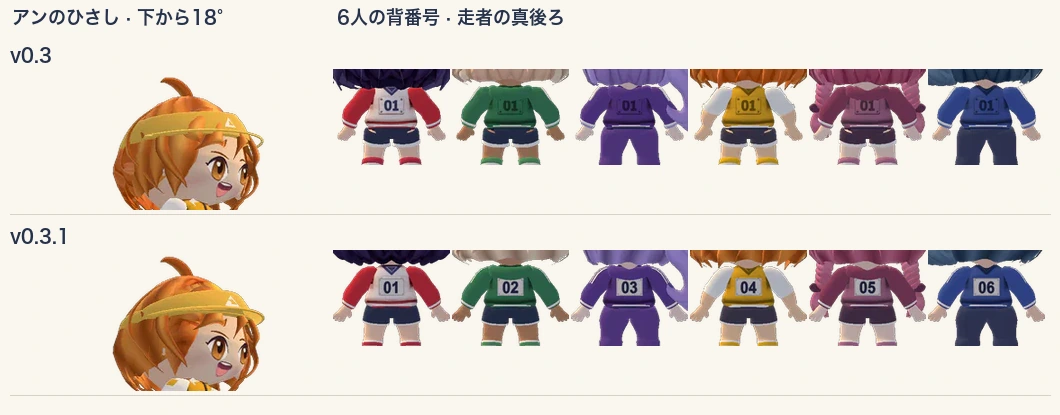 アンのひさし · 下から18°
6人の背番号 · 走者の真後ろ
v0.3
01 01 01 01 01 01
v0.3.1
01 02 03 04 05 06